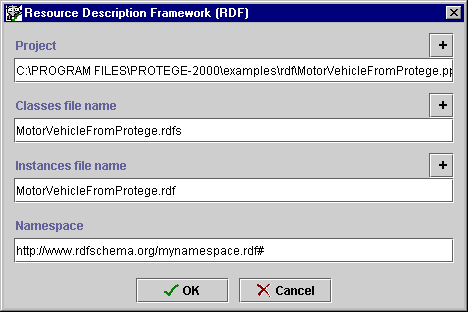 Resource Description Framework (RDF)
Project
C:\PROGRAM FILES\PROTEGE-2000\examples\rdf\MotorVehicleFromProtege.pp
Classes file name
MotorVehicleFromProtege.rdfs
Instances file name
MotorVehicleFromProtege.rdf
Namespace
http://www.rdfschema.org/mynamespace.rdf#
OK Cancel